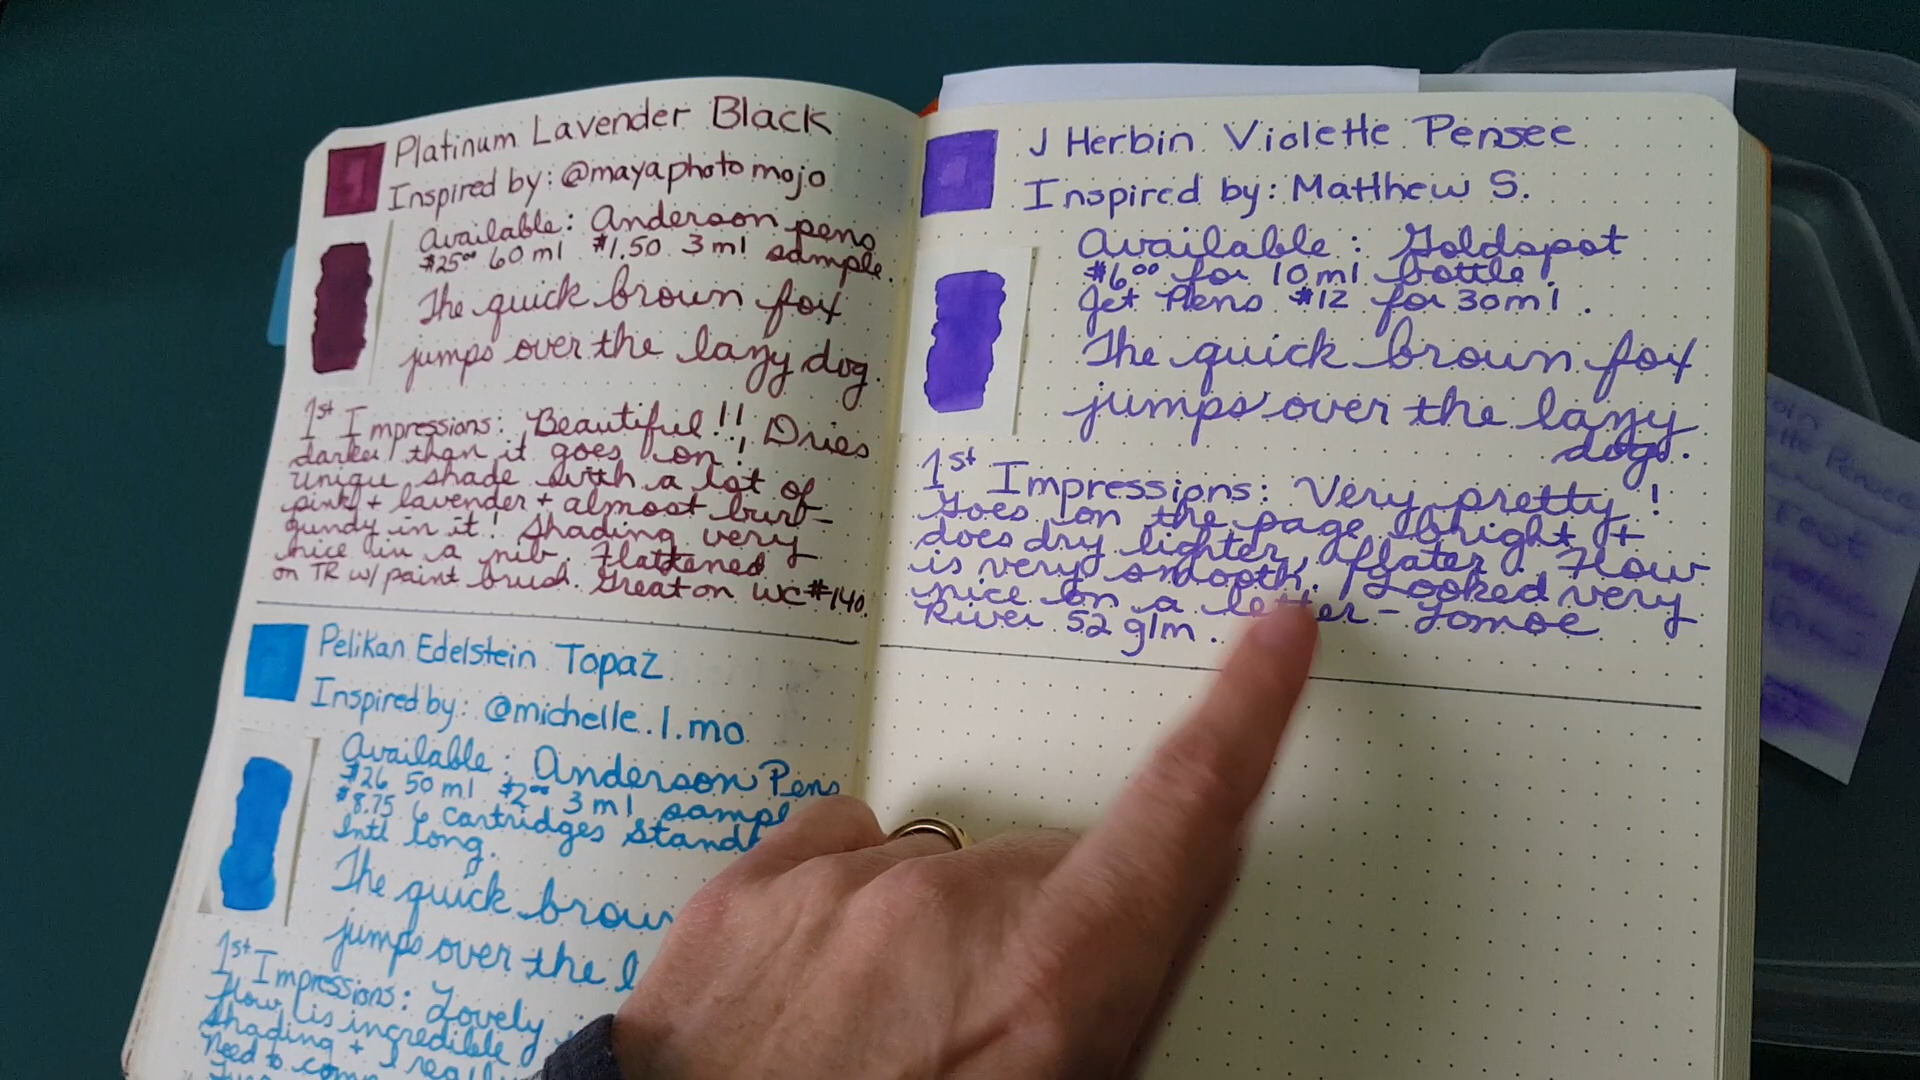 Platinum Lavender Black
Inspired by: @mayaphotomojo
Available: Anderson pens
$25.00 60 ml $1.50 3 ml sample.
The quick brown fox
jumps over the lazy dog.
1st Impressions: Beautiful!! Dries
darker than it goes on!
unique shade with a lot of
pink + lavender + almost bur-
gundy in it! Shading very
nice in a nib. Flattened
on TR w/ paint brush. Great on WC #140.
Pelikan Edelstein Topaz
Inspired by: @michelle.l.mo
Available: Anderson Pens
$26 50 ml $2.00 3 ml
$8.75 6 cartridges
Intl long.
The quick
jumps over the
1st Impressions: Lovely
Flow is incredible
Shading + I
Need to
J Herbin Violette Pensee
Inspired by: Matthew S.
Available: Goldspot
$6.00 for 10 ml bottle!
Jet Pens $12 for 30 ml.
The quick brown fox
jumps over the lazy
dog.
1st Impressions: Very pretty!
Goes on the page bright +
does dry lighter, flatter. Flow
is very smooth. Looked very
nice on a letter - Tomoe
River 52 g/m.